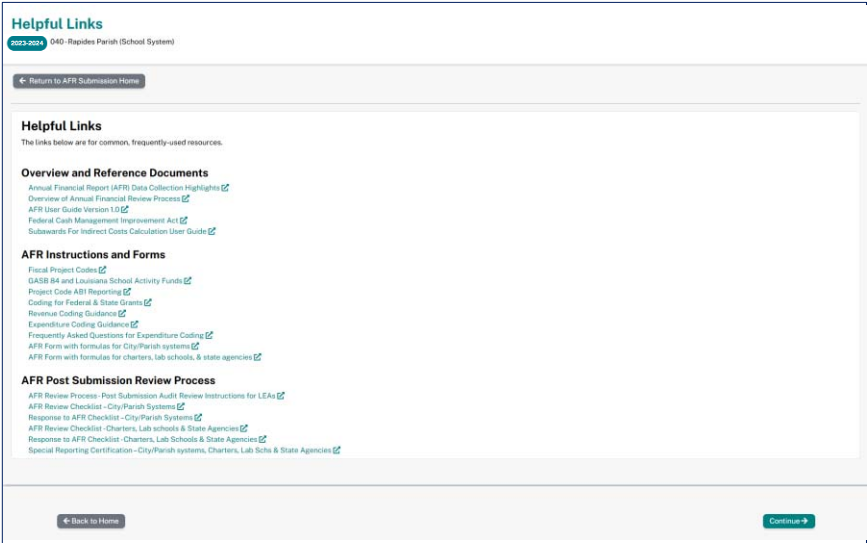 Helpful Links
2023-2024 040 - Rapides Parish (School System)
← Return to AFR Submission Home
Helpful Links
The links below are for common, frequently-used resources.
Overview and Reference Documents
Annual Financial Report (AFR) Data Collection Highlights
Overview of Annual Financial Review Process
AFR User Guide Version 1.0
Federal Cash Management Improvement Act
Subawards For Indirect Costs Calculation User Guide
AFR Instructions and Forms
Fiscal Project Codes
GASB 84 and Louisiana School Activity Funds
Project Code AB1 Reporting
Coding for Federal & State Grants
Revenue Coding Guidance
Expenditure Coding Guidance
Frequently Asked Questions for Expenditure Coding
AFR Form with formulas for City/Parish systems
AFR Form with formulas for charters, lab schools, & state agencies
AFR Post Submission Review Process
AFR Review Process - Post Submission Audit Review Instructions for LEAs
AFR Review Checklist – City/Parish Systems
Response to AFR Checklist – City/Parish Systems
AFR Review Checklist - Charters, Lab schools & State Agencies
Response to AFR Checklist - Charters, Lab Schools & State Agencies
Special Reporting Certification – City/Parish systems, Charters, Lab Schs & State Agencies
← Back to Home
Continue →